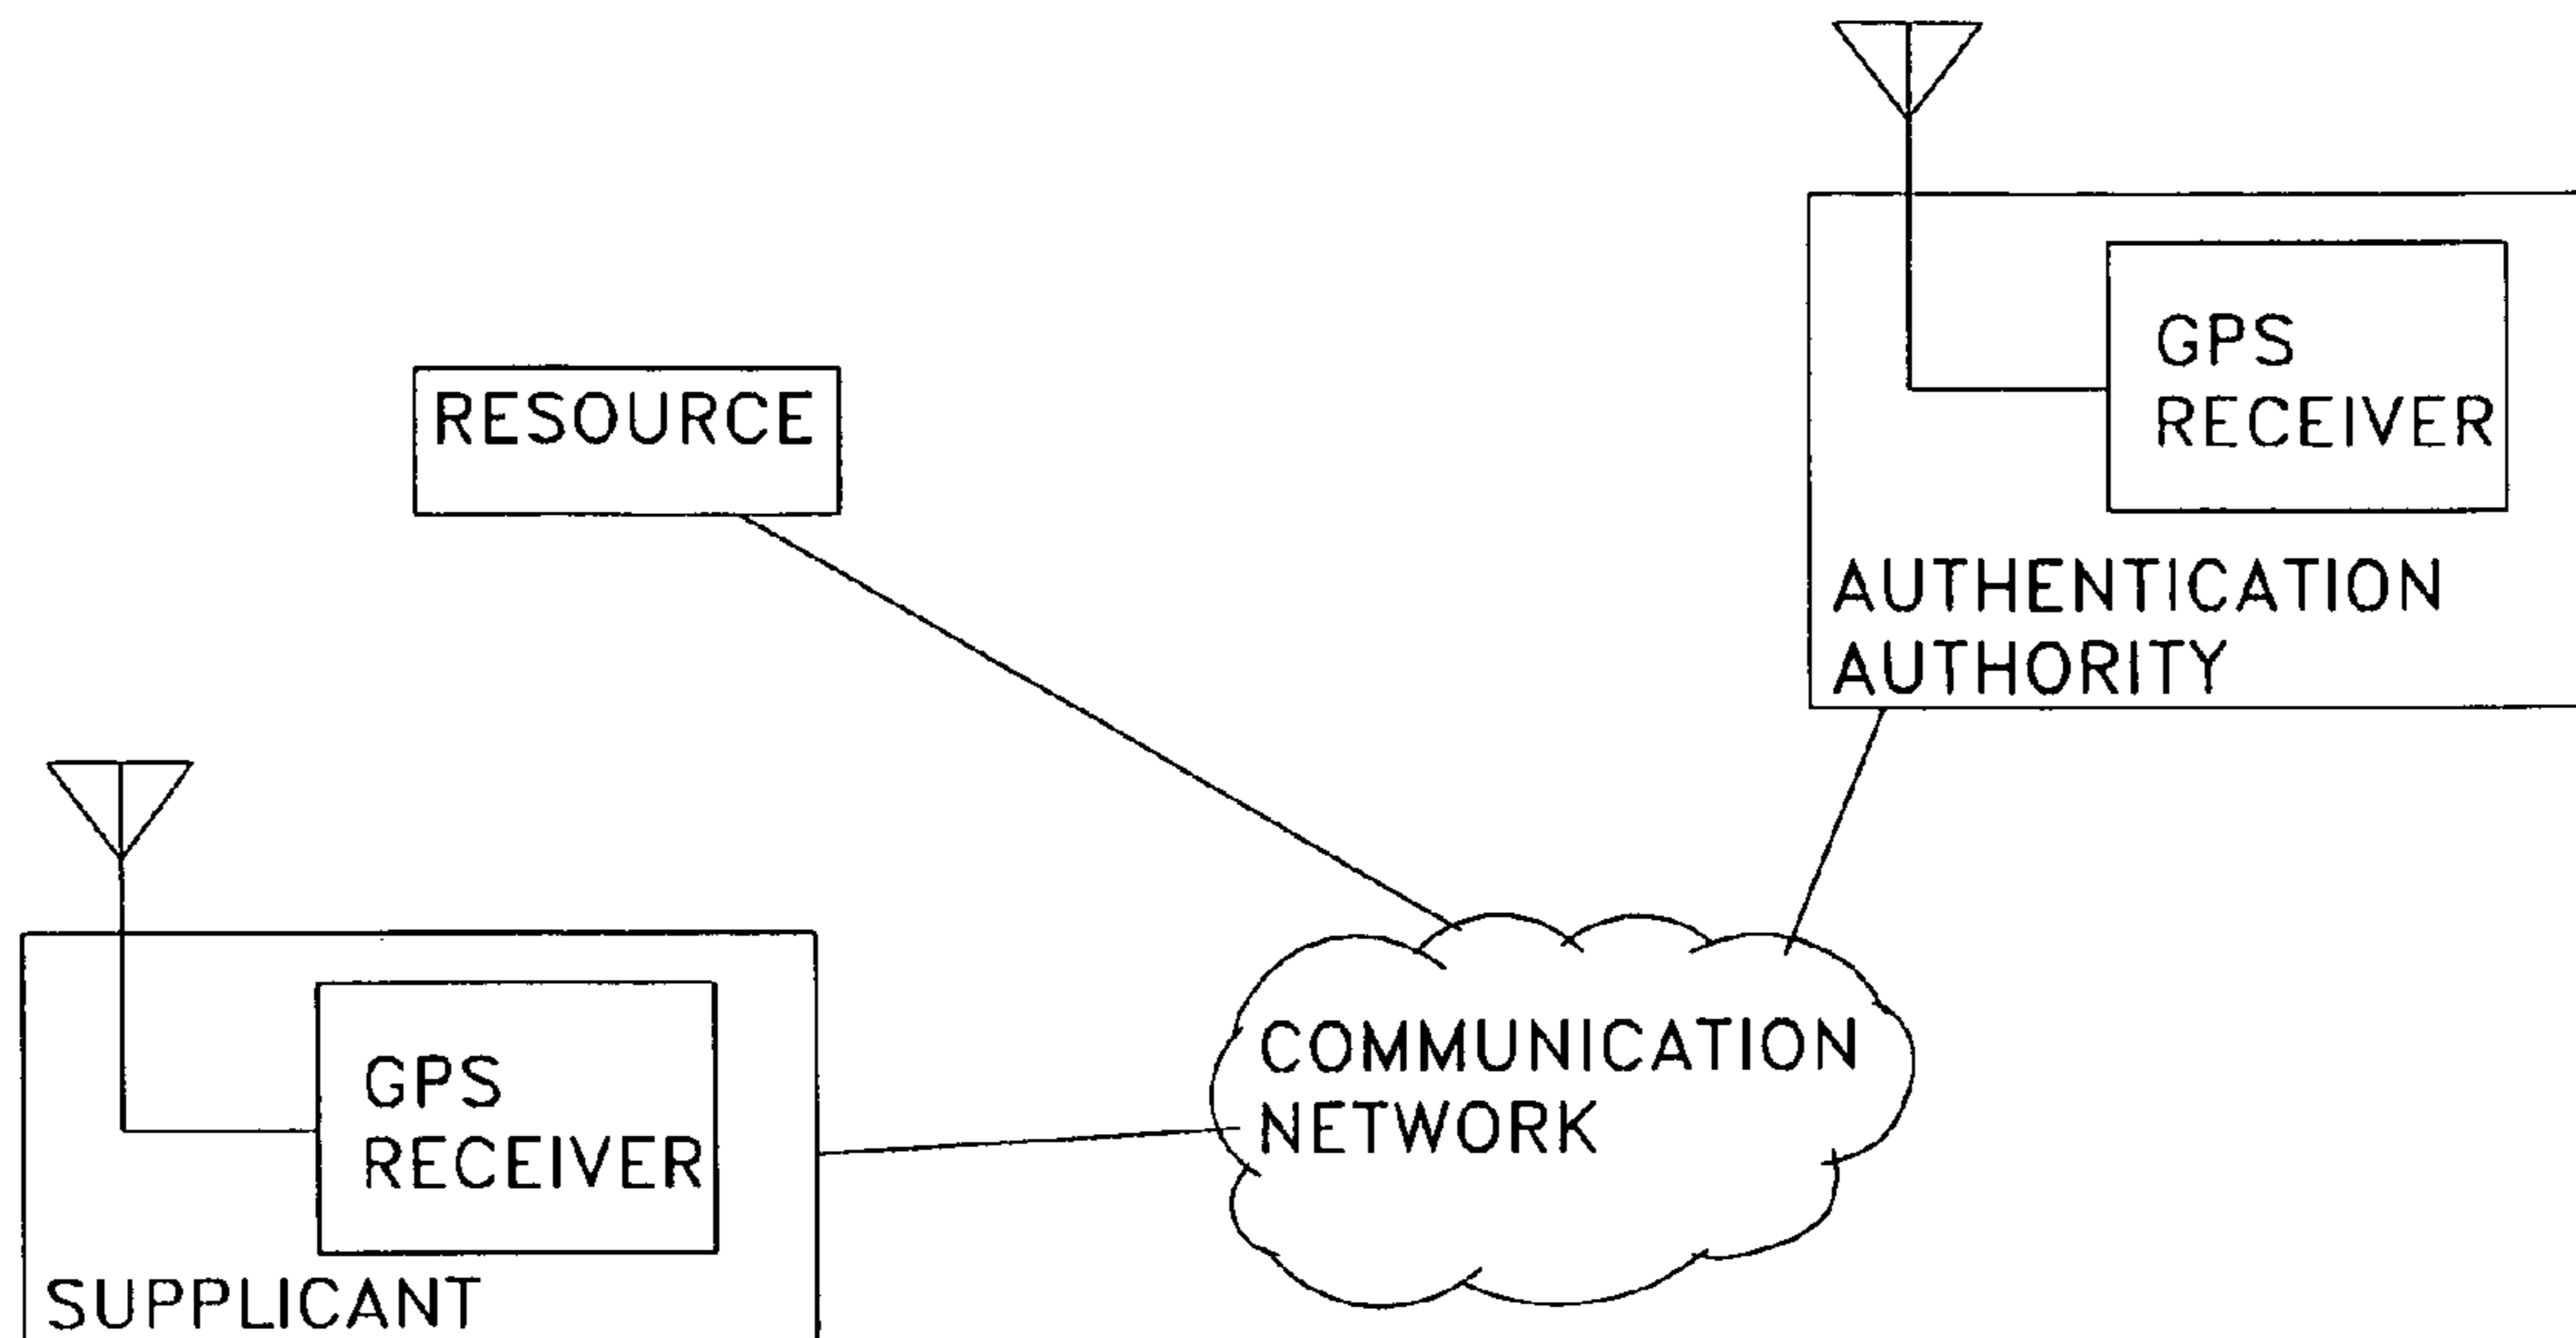 GPS
RECEIVER
RESOURCE
AUTHENTICATION
AUTHORITY
COMMUNICATION
NETWORK
GPS
RECEIVER
SUPPLICANT